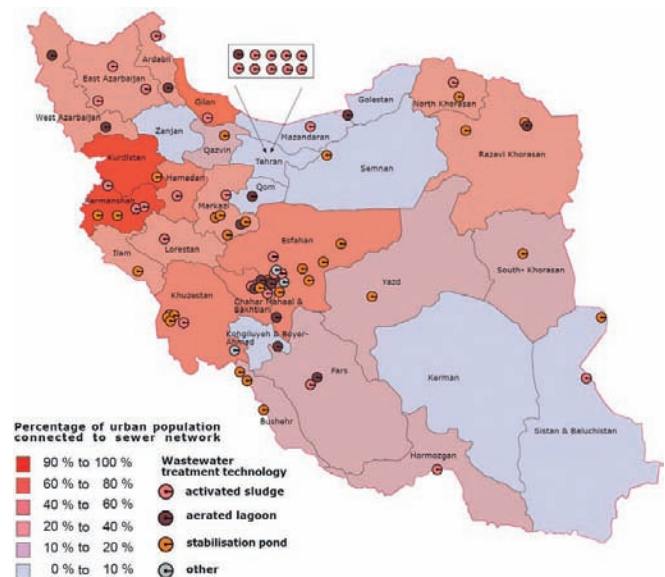 Ardabil
East Azarbaijan
West Azarbaijan
Gilan
Golestan
North Khorasan
Mazandaran
Zanjan
Qazvin
Tehran
Semnan
Razavi Khorasan
Kurdistan
Hamedan
Qom
Kermanshah
Markazi
Esfahan
Ilam
Lorestan
South- Khorasan
Yazd
Khuzestan
Chahar Mahaal &
Bakhtiari
Kohgiluyeh & Boyer-
Ahmad
Fars
Kerman
Bushehr
Sistan & Baluchistan
Hormozgan
Percentage of urban population
connected to sewer network
90 % to 100 %
60 % to 80 %
40 % to 60 %
20 % to 40 %
10 % to 20 %
0 % to 10 %
Wastewater
treatment technology
activated sludge
aerated lagoon
stabilisation pond
other